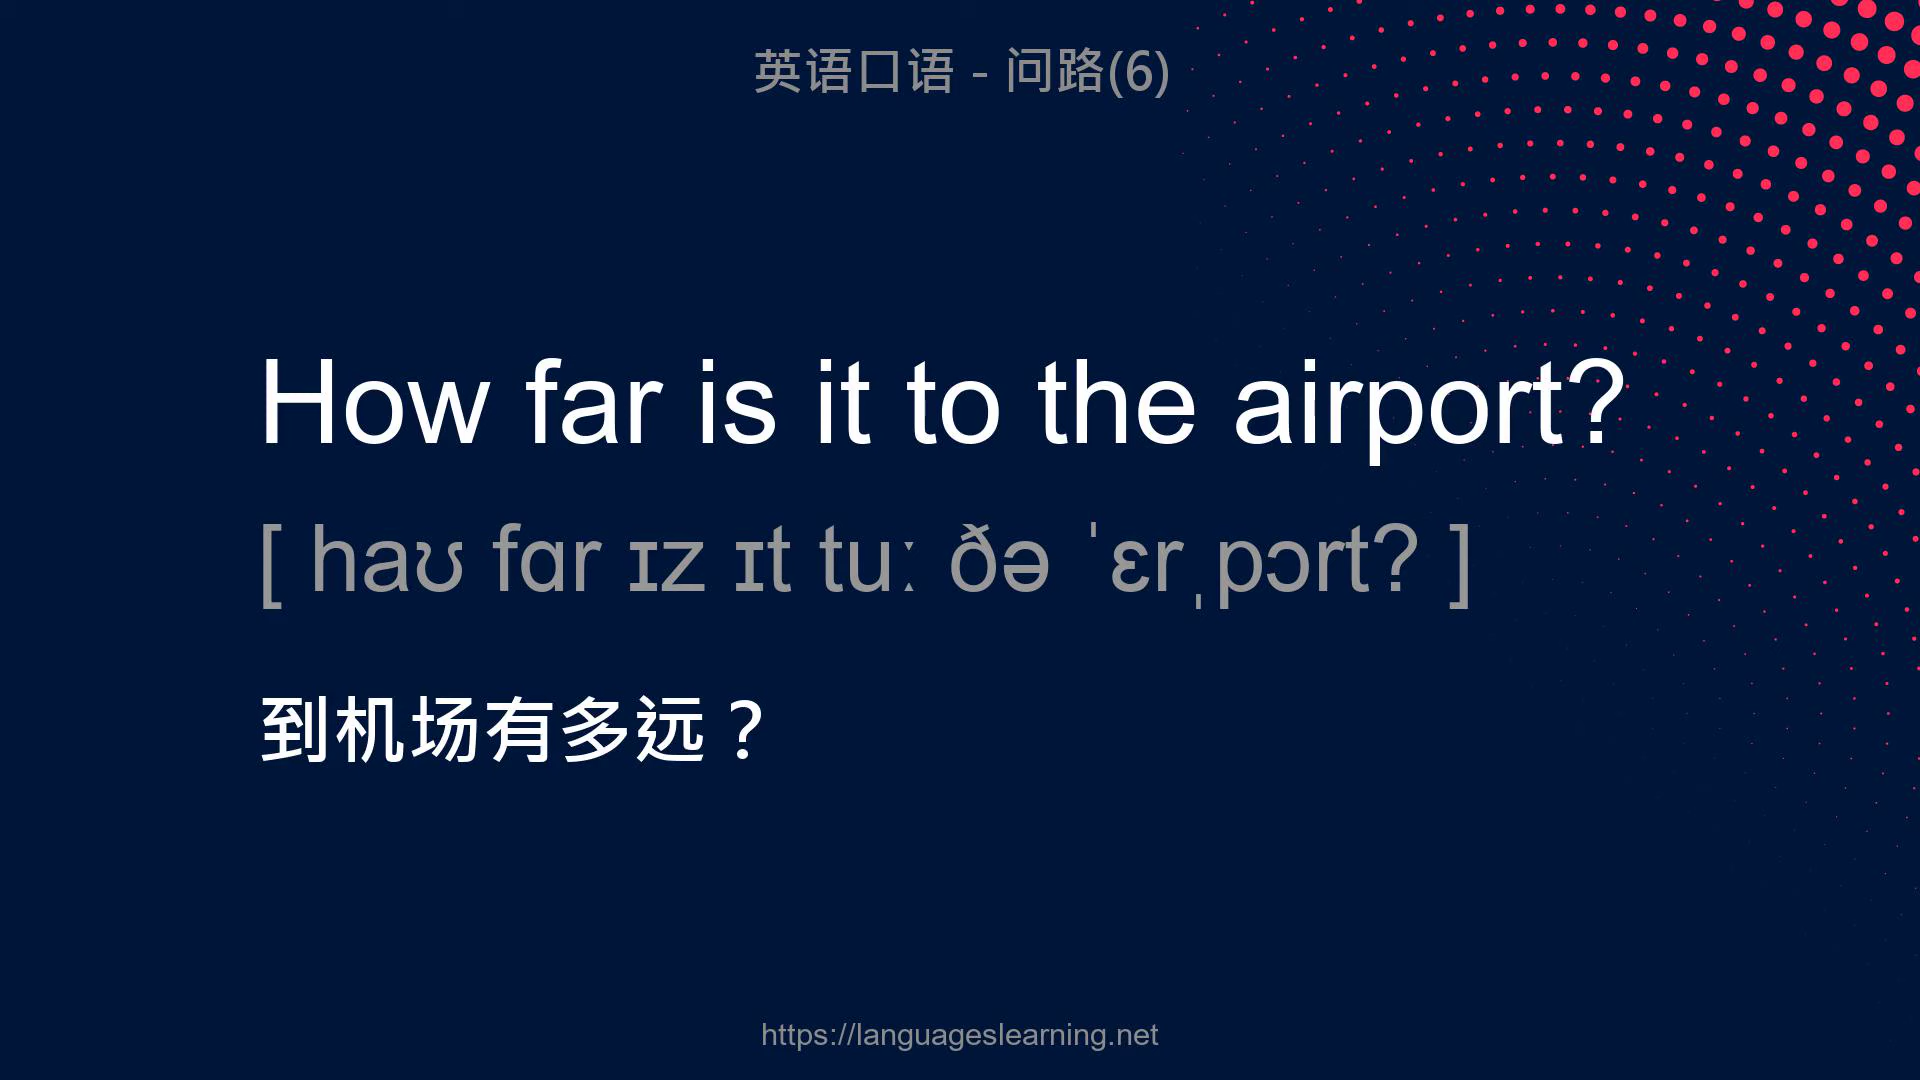 英语口语 - 问路(6)
How far is it to the airport?
[ haʊ fɑr ɪz ɪt tuː ðə ˈɛrˌpɔrt? ]
到机场有多远？
https://languageslearning.net